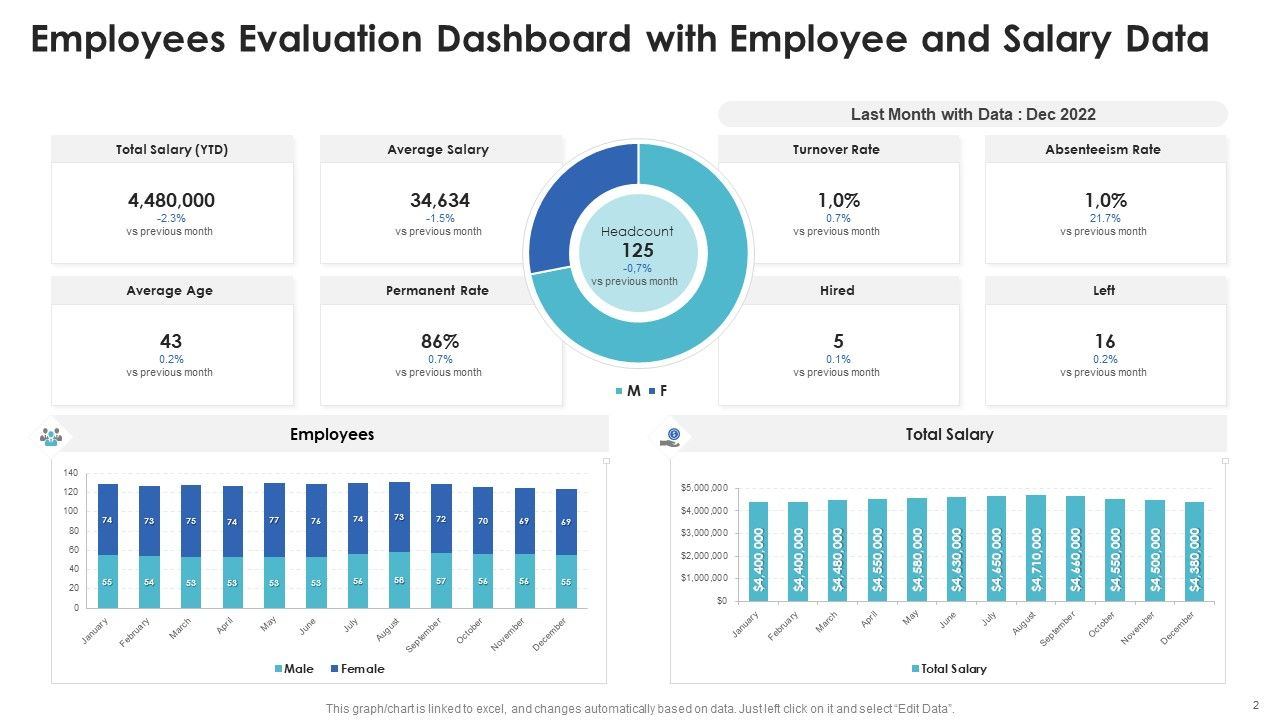 Employees Evaluation Dashboard with Employee and Salary Data
Last Month with Data : Dec 2022
Total Salary (YTD)
4,480,000
-2.3%
vs previous month
Average Salary
34,634
-1.5%
vs previous month
Headcount
125
-0,7%
vs previous month
M F
Turnover Rate
1,0%
0.7%
vs previous month
Absenteeism Rate
1,0%
21.7%
vs previous month
Average Age
43
0.2%
vs previous month
Permanent Rate
86%
0.7%
vs previous month
Hired
5
0.1%
vs previous month
Left
16
0.2%
vs previous month
Employees
140
120
100
80
60
40
20
0
74 73 75 74 77 76 74 73 72 70 69 69
55 54 53 53 53 53 56 58 57 56 56 55
January February March April May June July August September October November December
Male Female
Total Salary
$5,000,000
$4,000,000
$3,000,000
$2,000,000
$1,000,000
$0
$4,400,000 $4,400,000 $4,480,000 $4,550,000 $4,580,000 $4,630,000 $4,650,000 $4,710,000 $4,660,000 $4,550,000 $4,500,000 $4,380,000
January February March April May June July August September October November December
Total Salary
This graph/chart is linked to excel, and changes automatically based on data. Just left click on it and select “Edit Data”.
2